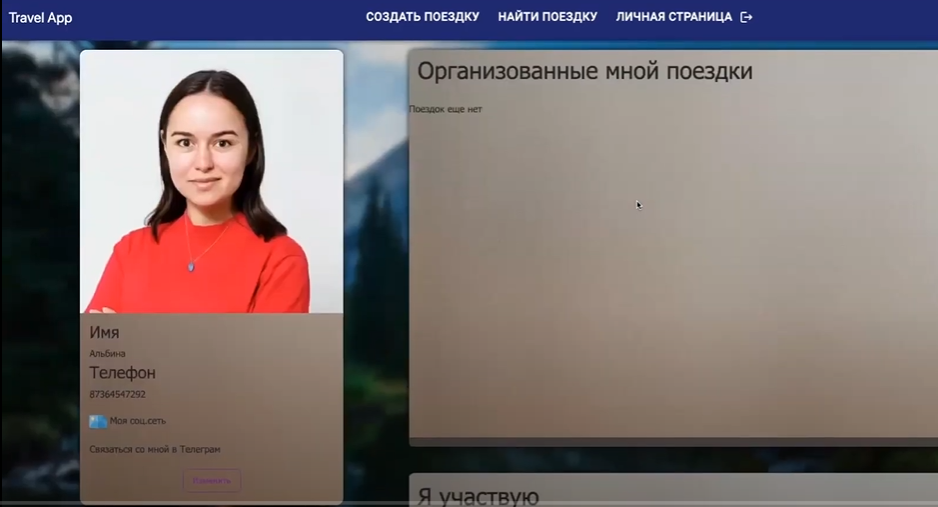 Travel App
СОЗДАТЬ ПОЕЗДКУ НАЙТИ ПОЕЗДКУ ЛИЧНАЯ СТРАНИЦА
Организованные мной поездки
Поездок еще нет
Имя
Альбина
Телефон
87364547292
Моя соц.сеть
Связаться со мной в Телеграм
Я участвую